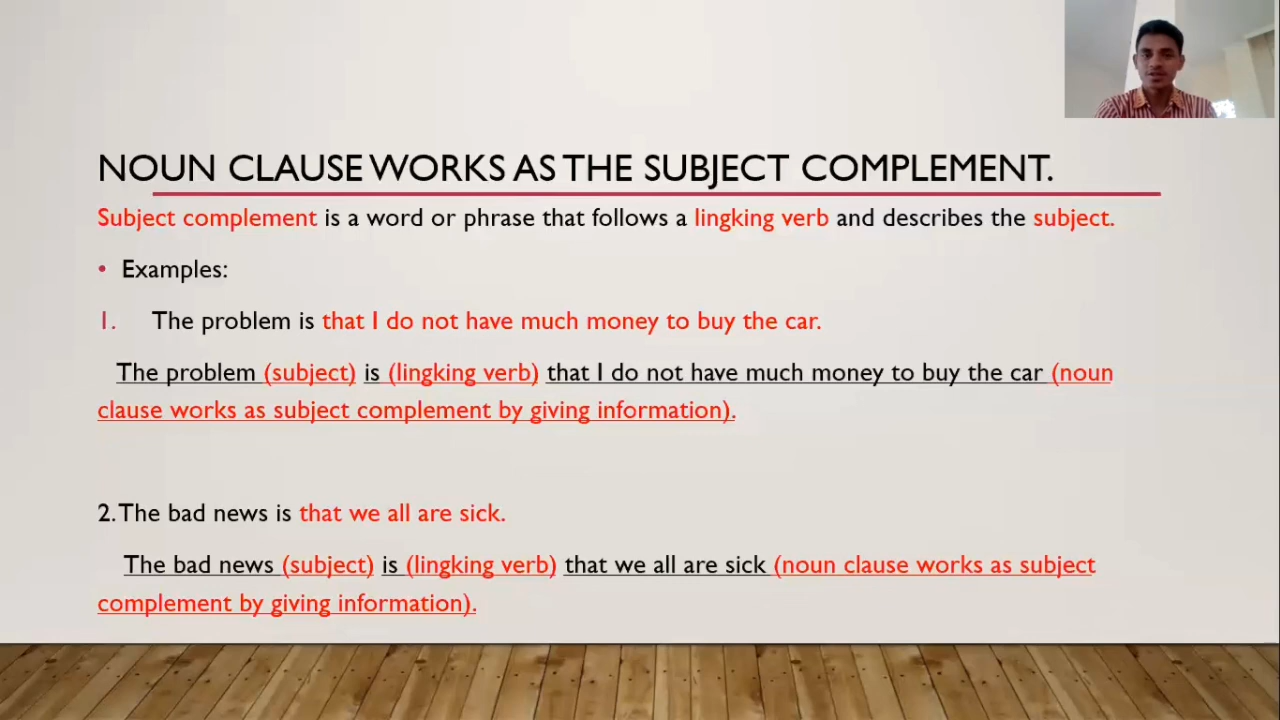 NOUN CLAUSE WORKS AS THE SUBJECT COMPLEMENT.
Subject complement is a word or phrase that follows a lingking verb and describes the subject.
• Examples:
1. The problem is that I do not have much money to buy the car.
The problem (subject) is (lingking verb) that I do not have much money to buy the car (noun
clause works as subject complement by giving information).
2. The bad news is that we all are sick.
The bad news (subject) is (lingking verb) that we all are sick (noun clause works as subject
complement by giving information).